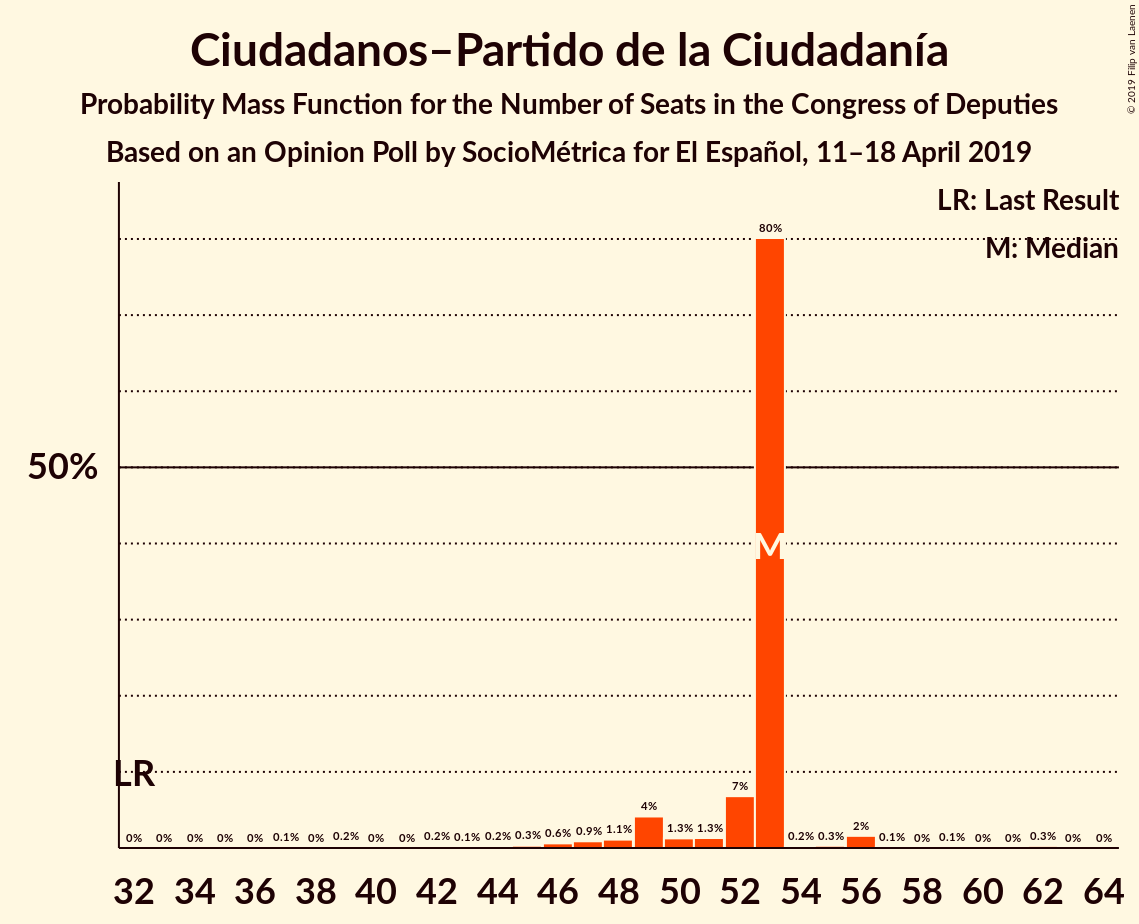 Ciudadanos–Partido de la Ciudadanía
Probability Mass Function for the Number of Seats in the Congress of Deputies
Based on an Opinion Poll by SocioMétrica for El Español, 11–18 April 2019
© 2019 Filip van Laenen
LR: Last Result
M: Median
80%
50%
M
LR
0% 0% 0% 0% 0% 0.1% 0% 0.2% 0% 0% 0.2% 0.1% 0.2% 0.3% 0.6% 0.9% 1.1% 4% 1.3% 1.3% 7% 0.2% 0.3% 2% 0.1% 0% 0.1% 0% 0% 0.3% 0% 0%
32 34 36 38 40 42 44 46 48 50 52 54 56 58 60 62 64